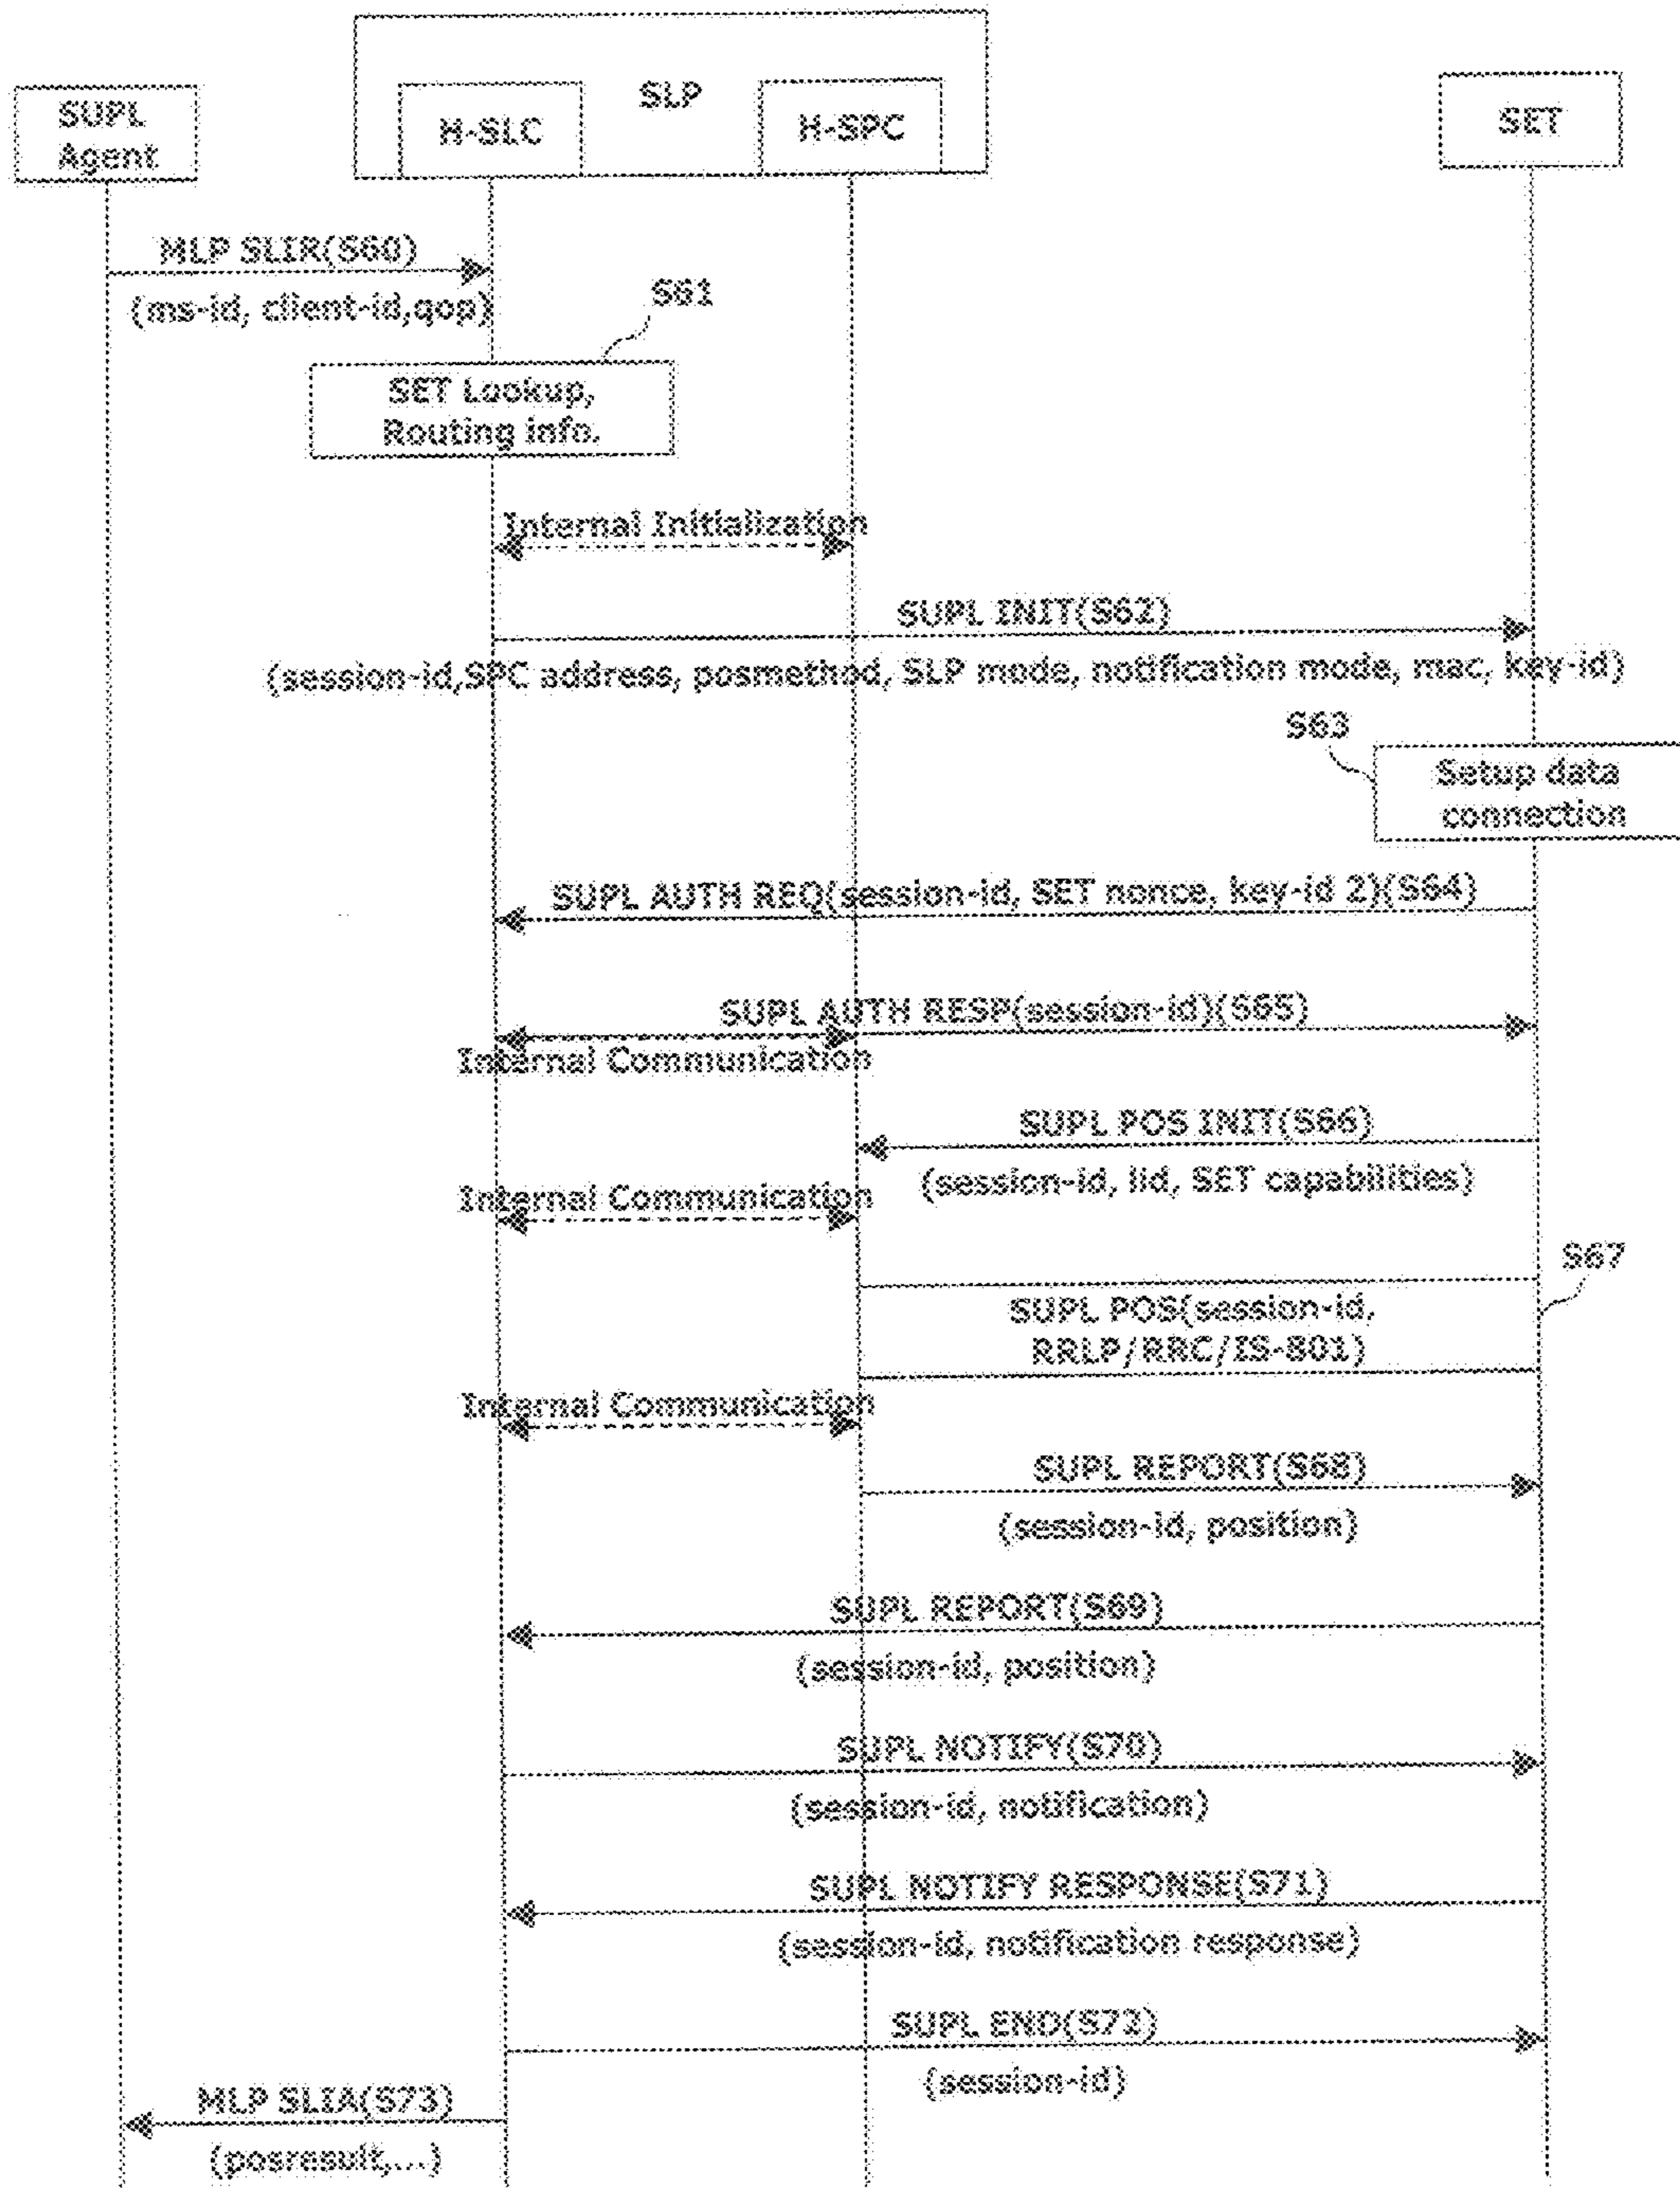 SLP
SUPL
Agent
H-SLC
H-SPC
SET
MLP SLIR(S60)
(ms-id, client-id,qop)
S61
SET Lookup,
Routing info.
Internal Initialization
SUPL INIT(S62)
(session-id,SPC address, posmethod, SLP mode, notification mode, mac, key-id)
S63
Setup data
connection
SUPL AUTH REQ(session-id, SET nonce, key-id 2)(S64)
SUPL AUTH RESP(session-id)(S65)
Internal Communication
SUPL POS INIT(S66)
(session-id, lid, SET capabilities)
Internal Communication
S67
SUPL POS(session-id,
RRLP/RRC/IS-801)
Internal Communication
SUPL REPORT(S68)
(session-id, position)
SUPL REPORT(S69)
(session-id, position)
SUPL NOTIFY(S70)
(session-id, notification)
SUPL NOTIFY RESPONSE(S71)
(session-id, notification response)
SUPL END(S72)
(session-id)
MLP SLIA(S73)
(posresult,...)